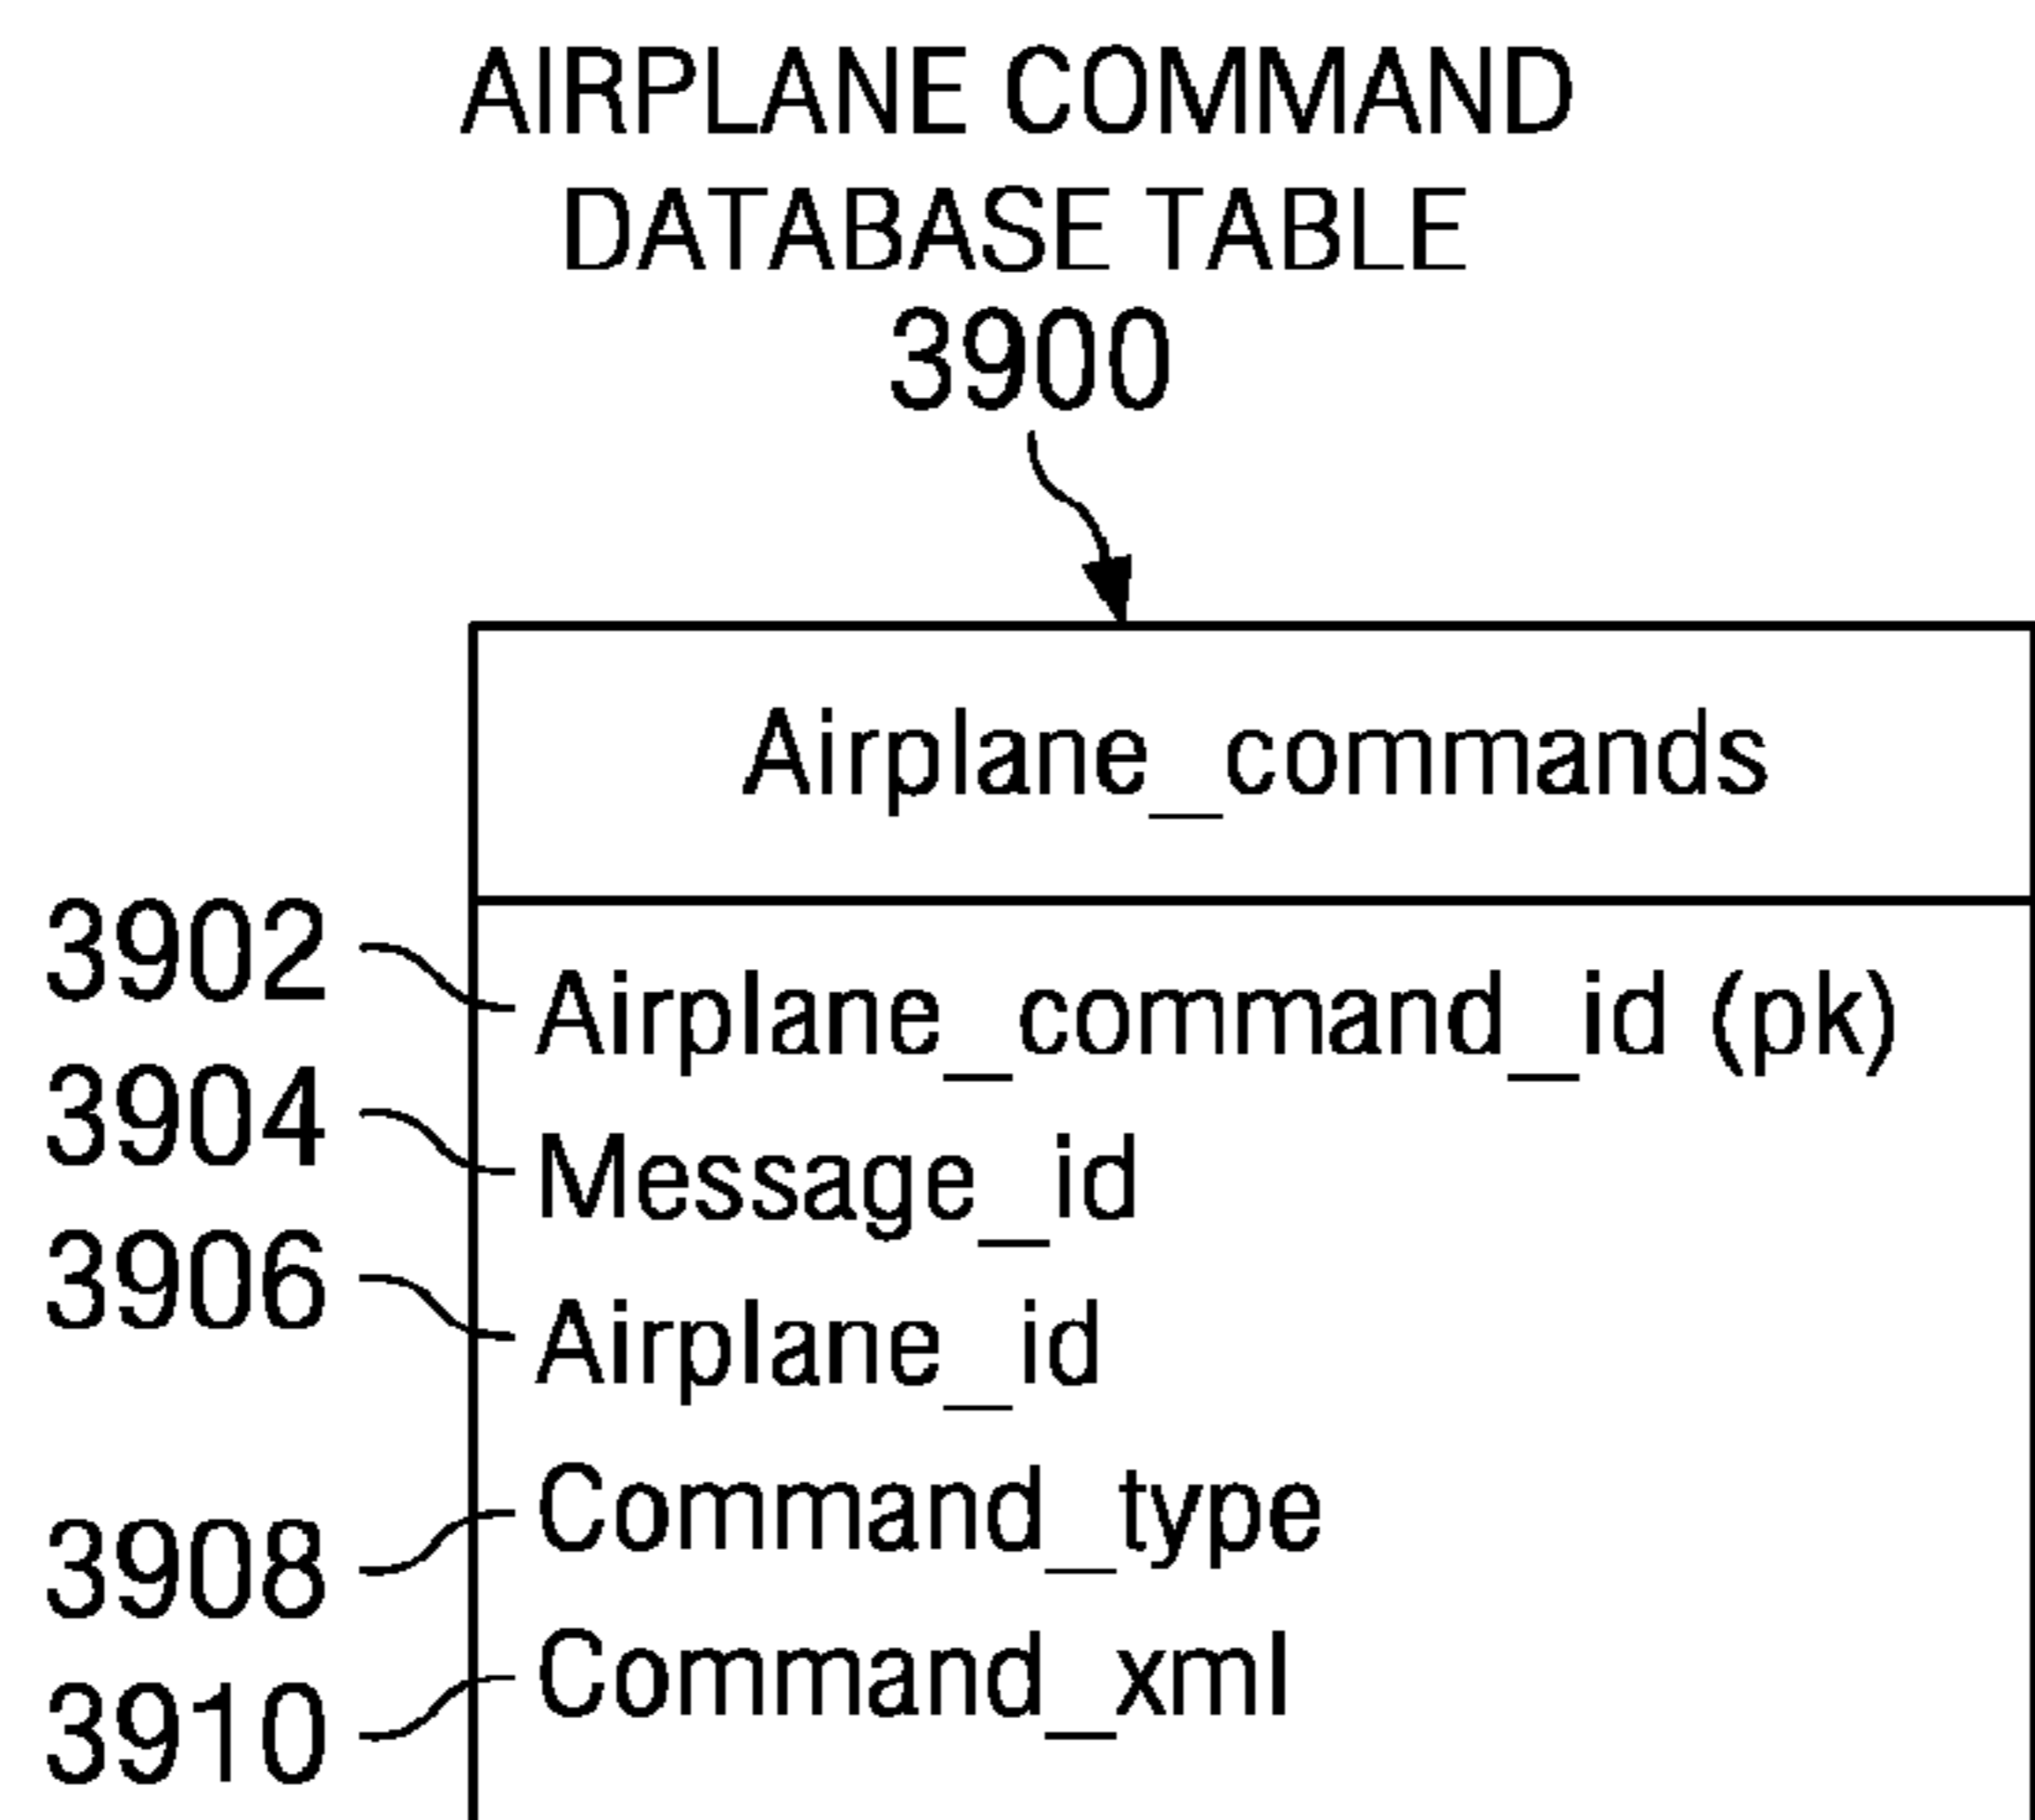 AIRPLANE COMMAND
DATABASE TABLE
3900
Airplane_commands
3902 Airplane_command_id (pk)
3904 Message_id
3906 Airplane_id
3908 Command_type
3910 Command_xml